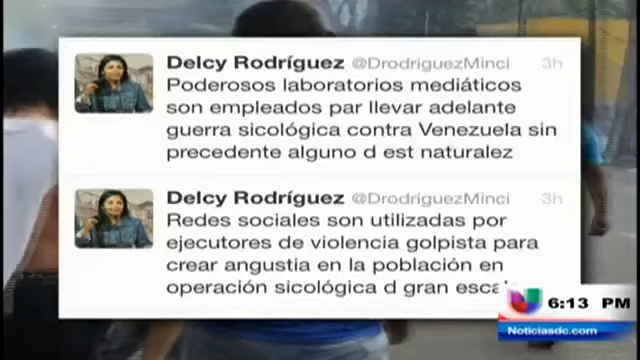 Delcy Rodríguez @DrodriguezMinci 3h
Poderosos laboratorios mediáticos
son empleados par llevar adelante
guerra sicológica contra Venezuela sin
precedente alguno d est naturalez
Delcy Rodríguez @DrodriguezMinci 3h
Redes sociales son utilizadas por
ejecutores de violencia golpista para
crear angustia en la población en
operación sicológica d gran
6:13 PM
Noticiasdc.com